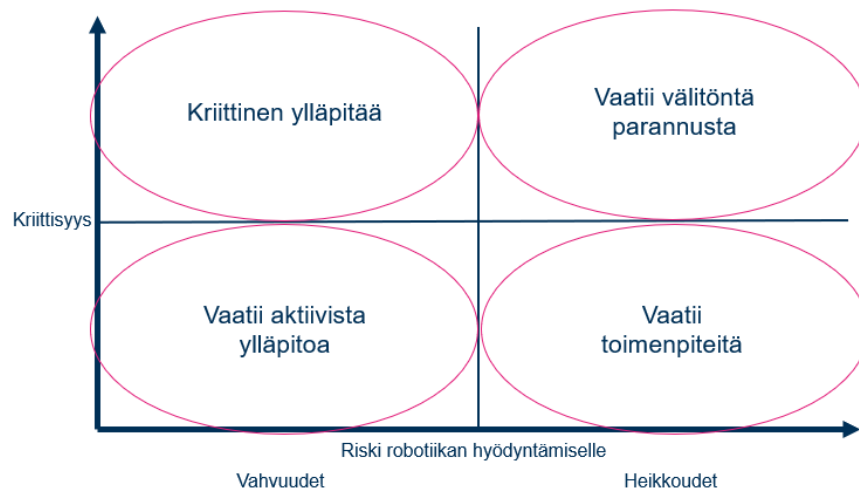 Kriittinen ylläpitää
Vaatii välitöntä
parannusta
Kriittisyys
Vaatii aktiivista
ylläpitoa
Vaatii
toimenpiteitä
Riski robotiikan hyödyntämiselle
Vahvuudet
Heikkoudet